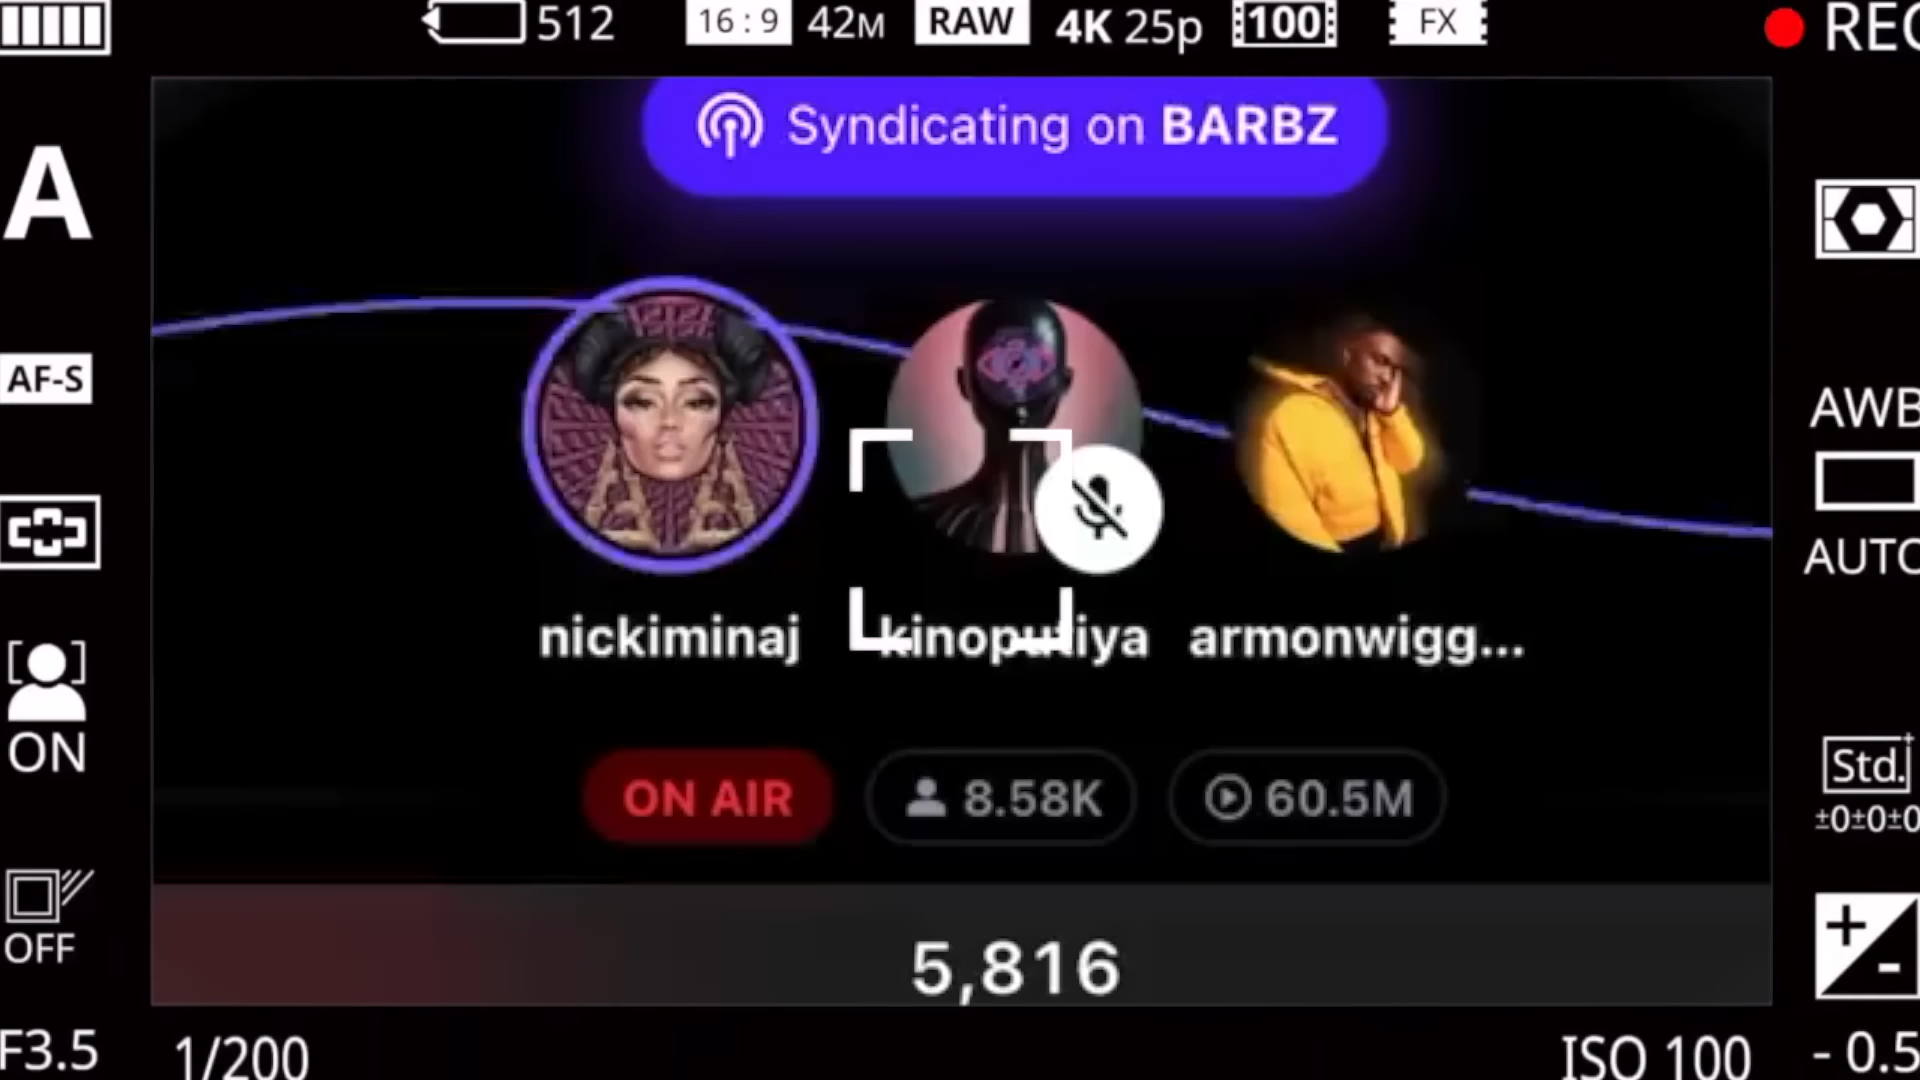 512
16:9
42M
RAW
4K 25p
100
FX
REC
Syndicating on BARBZ
A
AF-S
ON
OFF
AWB
AUTO
Std.
±0±0±0
nickiminaj
kinoputiya
armonwigg...
ON AIR
8.58K
60.5M
5,816
F3.5
1/200
ISO 100
- 0.5